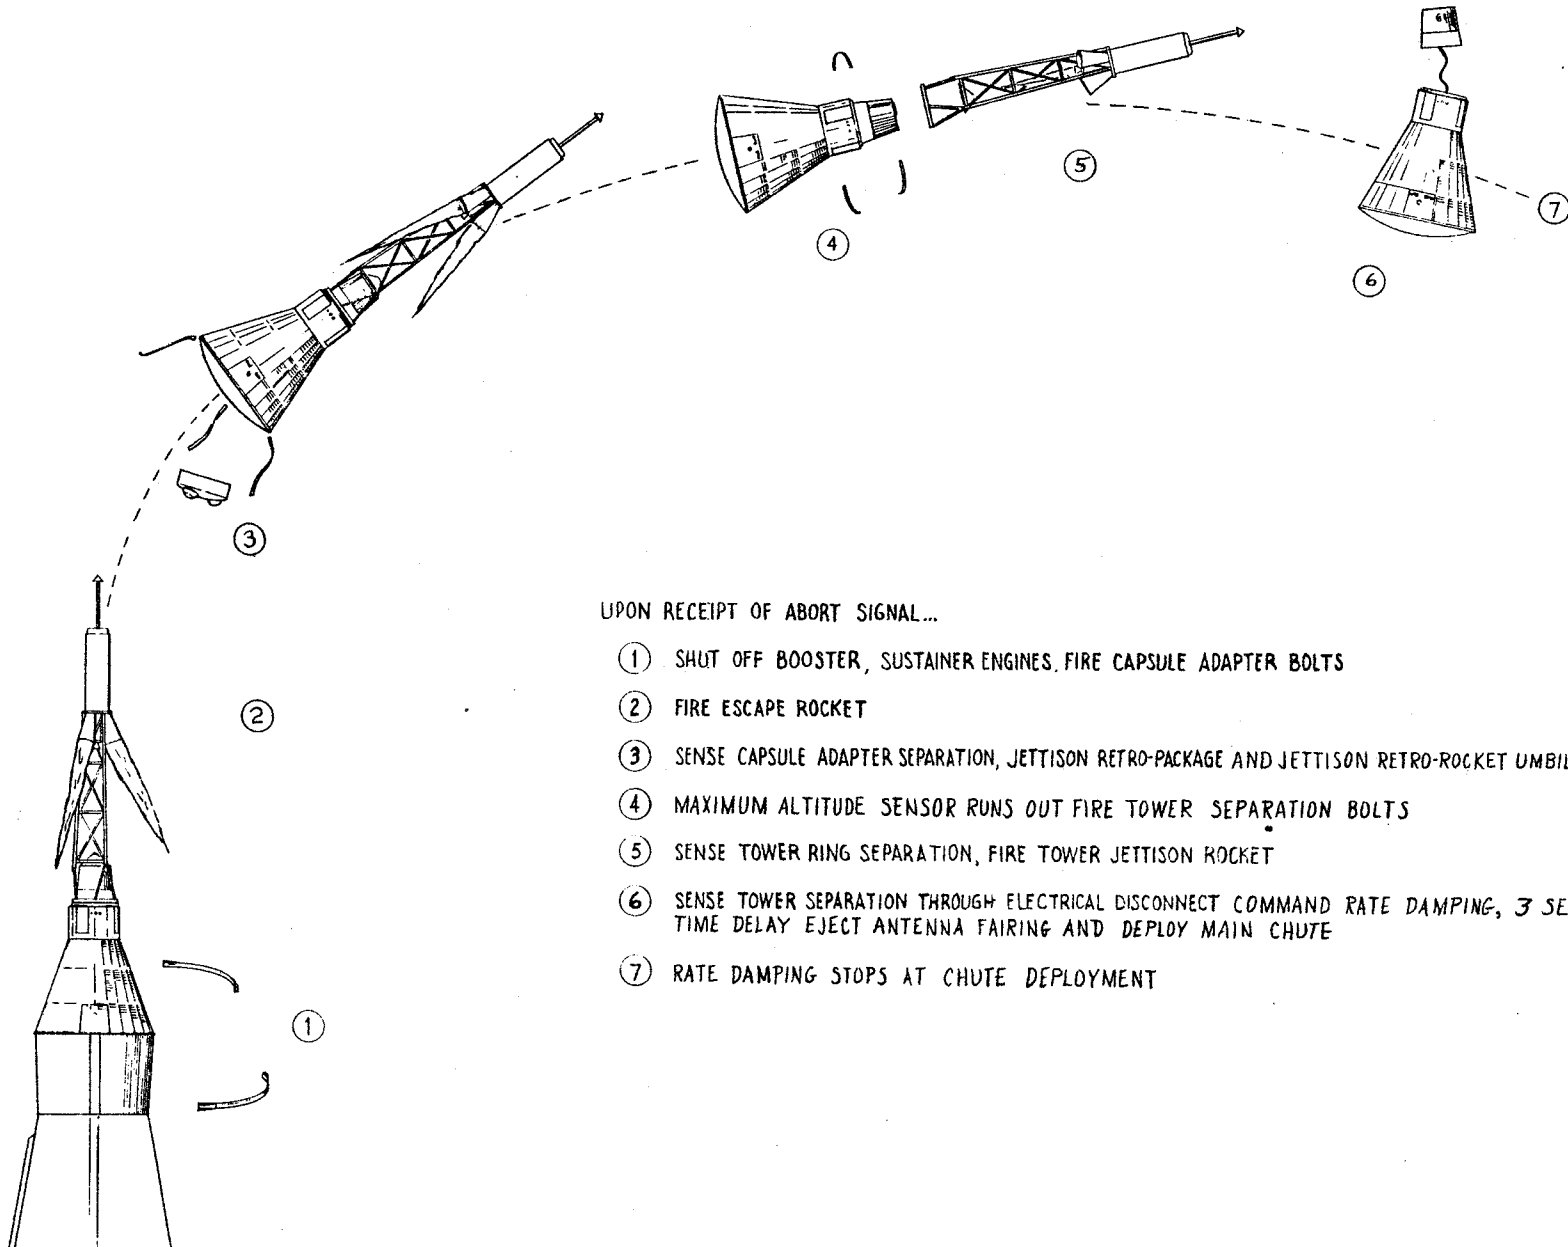 6
7
5
4
6
3
UPON RECEIPT OF ABORT SIGNAL...
1 SHUT OFF BOOSTER, SUSTAINER ENGINES. FIRE CAPSULE ADAPTER BOLTS
2
2 FIRE ESCAPE ROCKET
3 SENSE CAPSULE ADAPTER SEPARATION, JETTISON RETRO-PACKAGE AND JETTISON RETRO-ROCKET UMBIL
4 MAXIMUM ALTITUDE SENSOR RUNS OUT FIRE TOWER SEPARATION BOLTS
5 SENSE TOWER RING SEPARATION, FIRE TOWER JETTISON ROCKET
6 SENSE TOWER SEPARATION THROUGH ELECTRICAL DISCONNECT COMMAND RATE DAMPING, 3 SE
TIME DELAY EJECT ANTENNA FAIRING AND DEPLOY MAIN CHUTE
7 RATE DAMPING STOPS AT CHUTE DEPLOYMENT
1